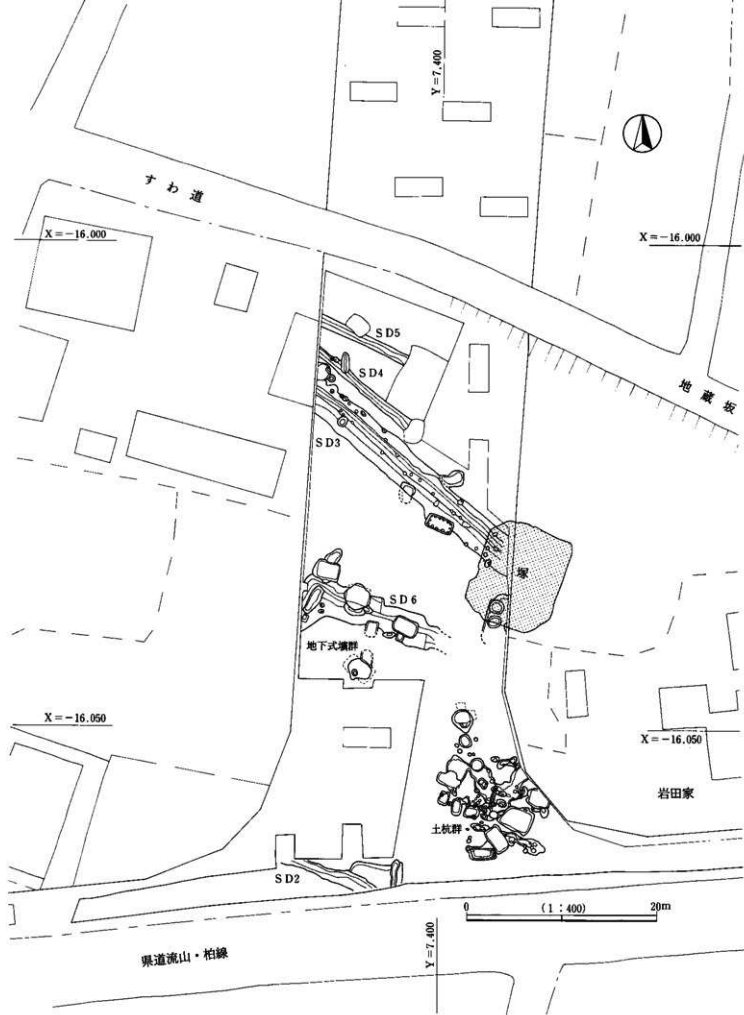 Y=7.400
すわ道
X=-16.000
X=-16.000
SD5
SD4
地蔵坂
SD3
塚
SD6
地下式壙群
X=-16.050
X=-16.050
岩田家
土杭群
SD2
0 (1:400) 20m
県道流山・柏線
Y=7.400